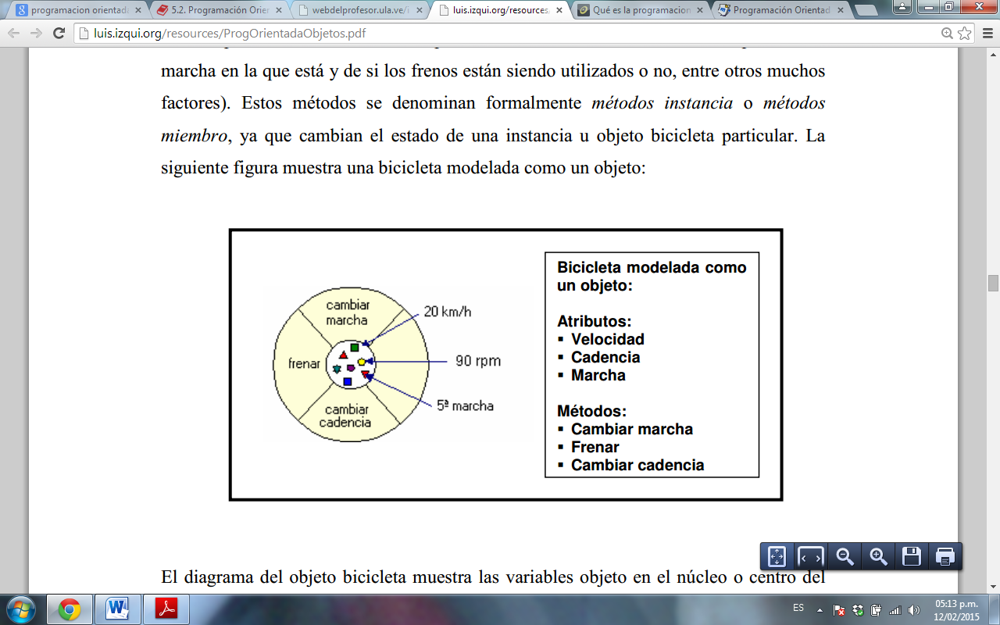 programacion orientada
5.2. Programación Orien
webdelprofesor.ula.ve/i
luis.izqui.org/resources/
Qué es la programacion
Programación Orientad
luis.izqui.org/resources/ProgOrientadaObjetos.pdf
marcha en la que está y de si los frenos están siendo utilizados o no, entre otros muchos
factores). Estos métodos se denominan formalmente métodos instancia o métodos
miembro, ya que cambian el estado de una instancia u objeto bicicleta particular. La
siguiente figura muestra una bicicleta modelada como un objeto:
cambiar
marcha
frenar
cambiar
cadencia
20 km/h
90 rpm
5ª marcha
Bicicleta modelada como
un objeto:
Atributos:
▪ Velocidad
▪ Cadencia
▪ Marcha
Métodos:
▪ Cambiar marcha
▪ Frenar
▪ Cambiar cadencia
El diagrama del objeto bicicleta muestra las variables objeto en el núcleo o centro del
ES
05:13 p.m.
12/02/2015